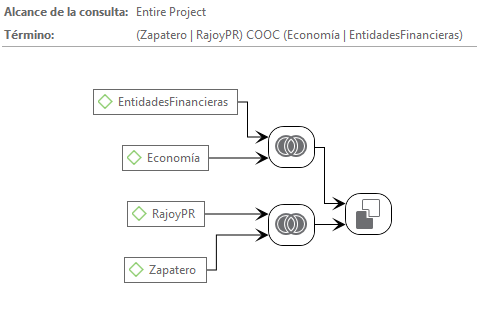 Alcance de la consulta: Entire Project
Término: (Zapatero | RajoyPR) COOC (Economía | EntidadesFinancieras)
EntidadesFinancieras
Economía
RajoyPR
Zapatero